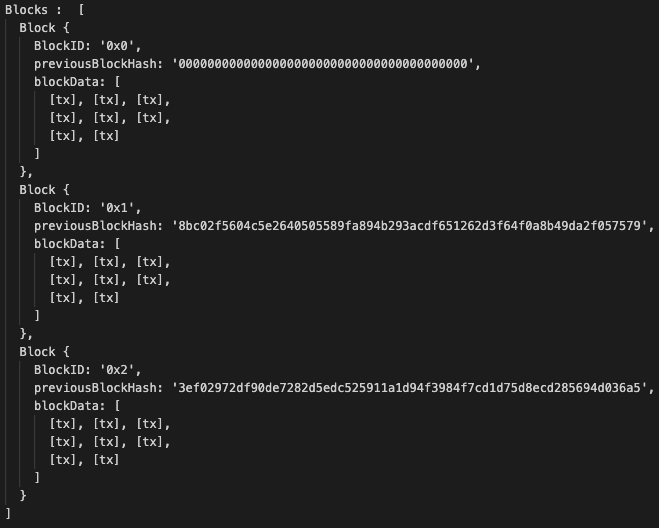 Blocks :  [
  Block {
    BlockID: '0x0',
    previousBlockHash: '0000000000000000000000000000000000000000',
    blockData: [
      [tx], [tx], [tx],
      [tx], [tx], [tx],
      [tx], [tx]
    ]
  },
  Block {
    BlockID: '0x1',
    previousBlockHash: '8bc02f5604c5e2640505589fa894b293acdf651262d3f64f0a8b49da2f057579',
    blockData: [
      [tx], [tx], [tx],
      [tx], [tx], [tx],
      [tx], [tx]
    ]
  },
  Block {
    BlockID: '0x2',
    previousBlockHash: '3ef02972df90de7282d5edc525911a1d94f3984f7cd1d75d8ecd285694d036a5',
    blockData: [
      [tx], [tx], [tx],
      [tx], [tx], [tx],
      [tx], [tx]
    ]
  }
]